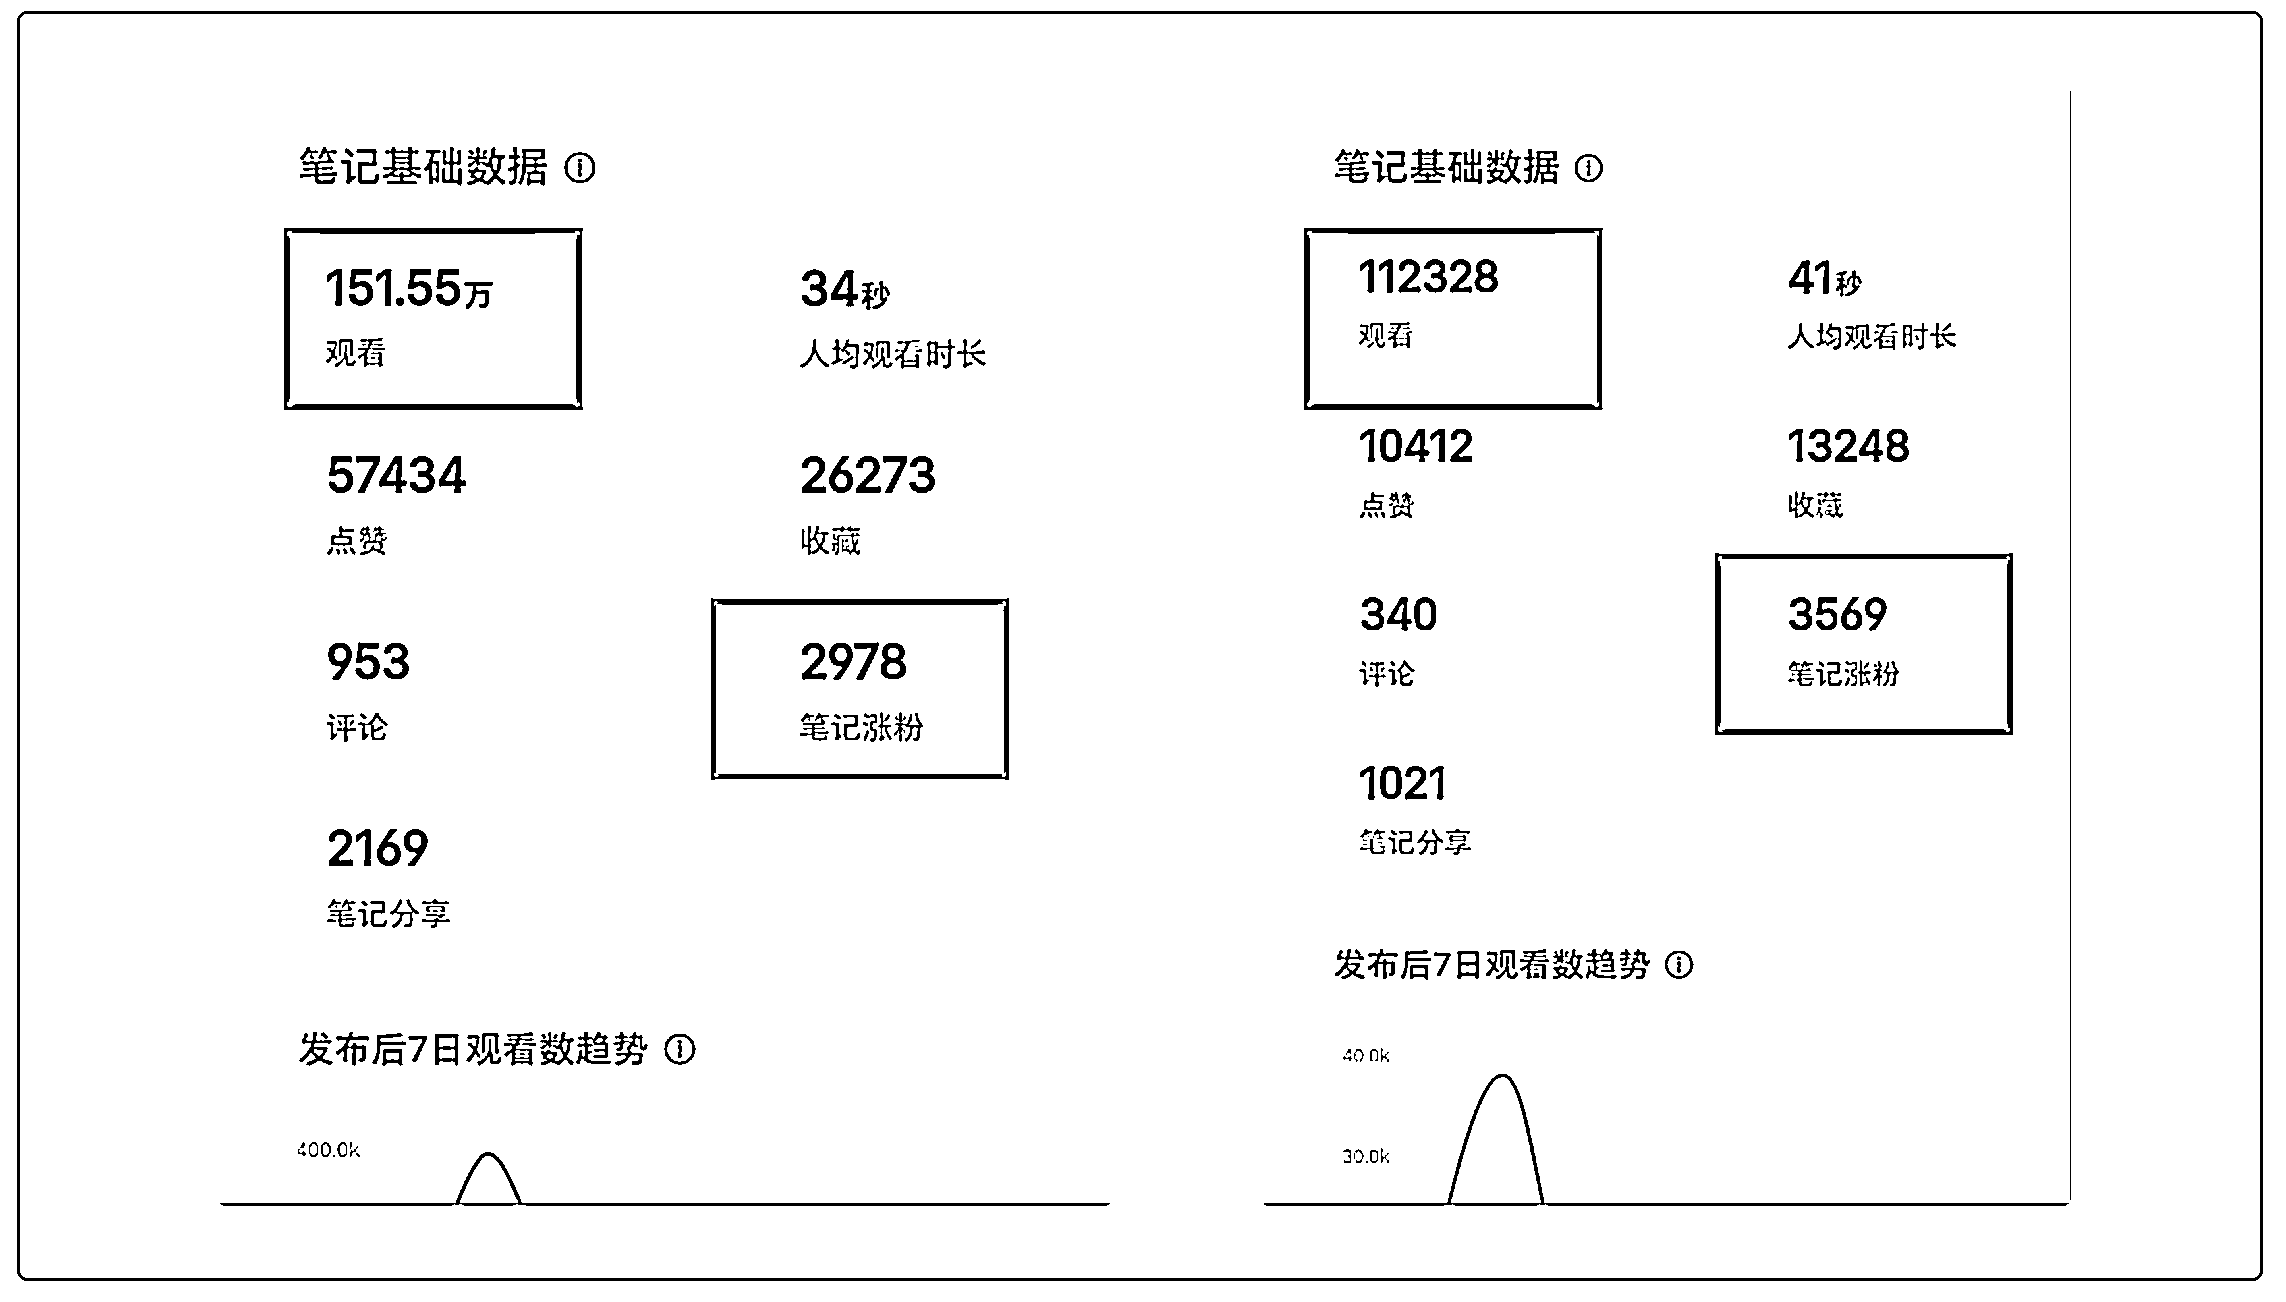 笔记基础数据
151.55万
观看
34秒
人均观看时长
57434
点赞
26273
收藏
953
评论
2978
笔记涨粉
2169
笔记分享
发布后7日观看数趋势
400.0k
笔记基础数据
112328
观看
41秒
人均观看时长
10412
点赞
13248
收藏
340
评论
3569
笔记涨粉
1021
笔记分享
发布后7日观看数趋势
40.0k
30.0k